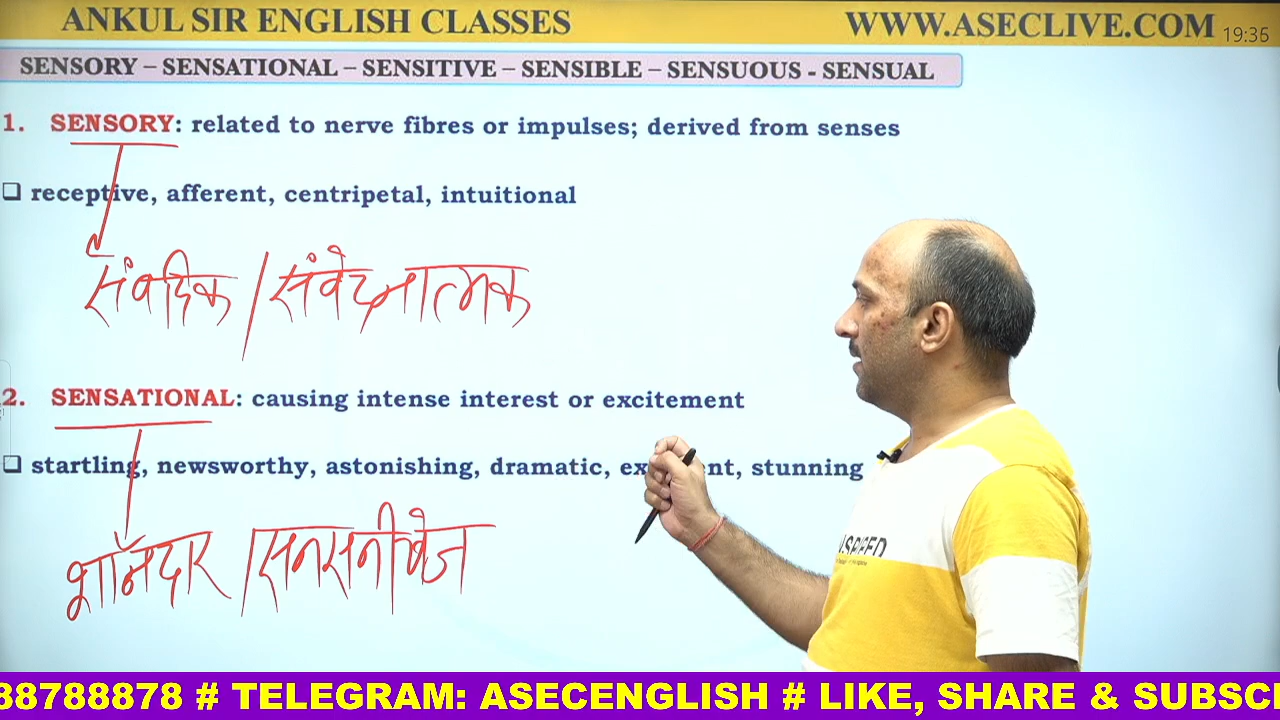 ANKUL SIR ENGLISH CLASSES
WWW.ASECLIVE.COM 19:35
SENSORY – SENSATIONAL – SENSITIVE – SENSIBLE – SENSUOUS - SENSUAL
1. SENSORY: related to nerve fibres or impulses; derived from senses
❑ receptive, afferent, centripetal, intuitional
संवेदिक / संवेदनात्मक
2. SENSATIONAL: causing intense interest or excitement
❑ startling, newsworthy, astonishing, dramatic, stunning
शानदार / सनसनीखेज
88788878 # TELEGRAM: ASECENGLISH # LIKE, SHARE & SUBSC